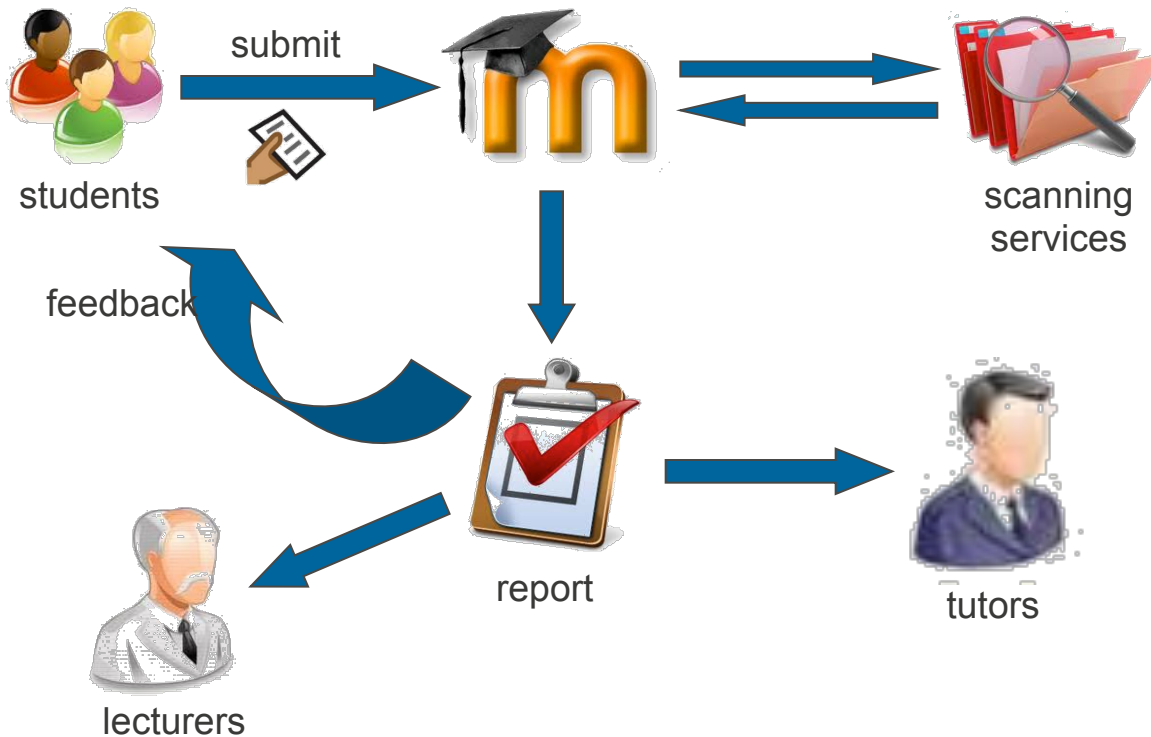 submit
students
scanning
services
feedback
report
tutors
lecturers